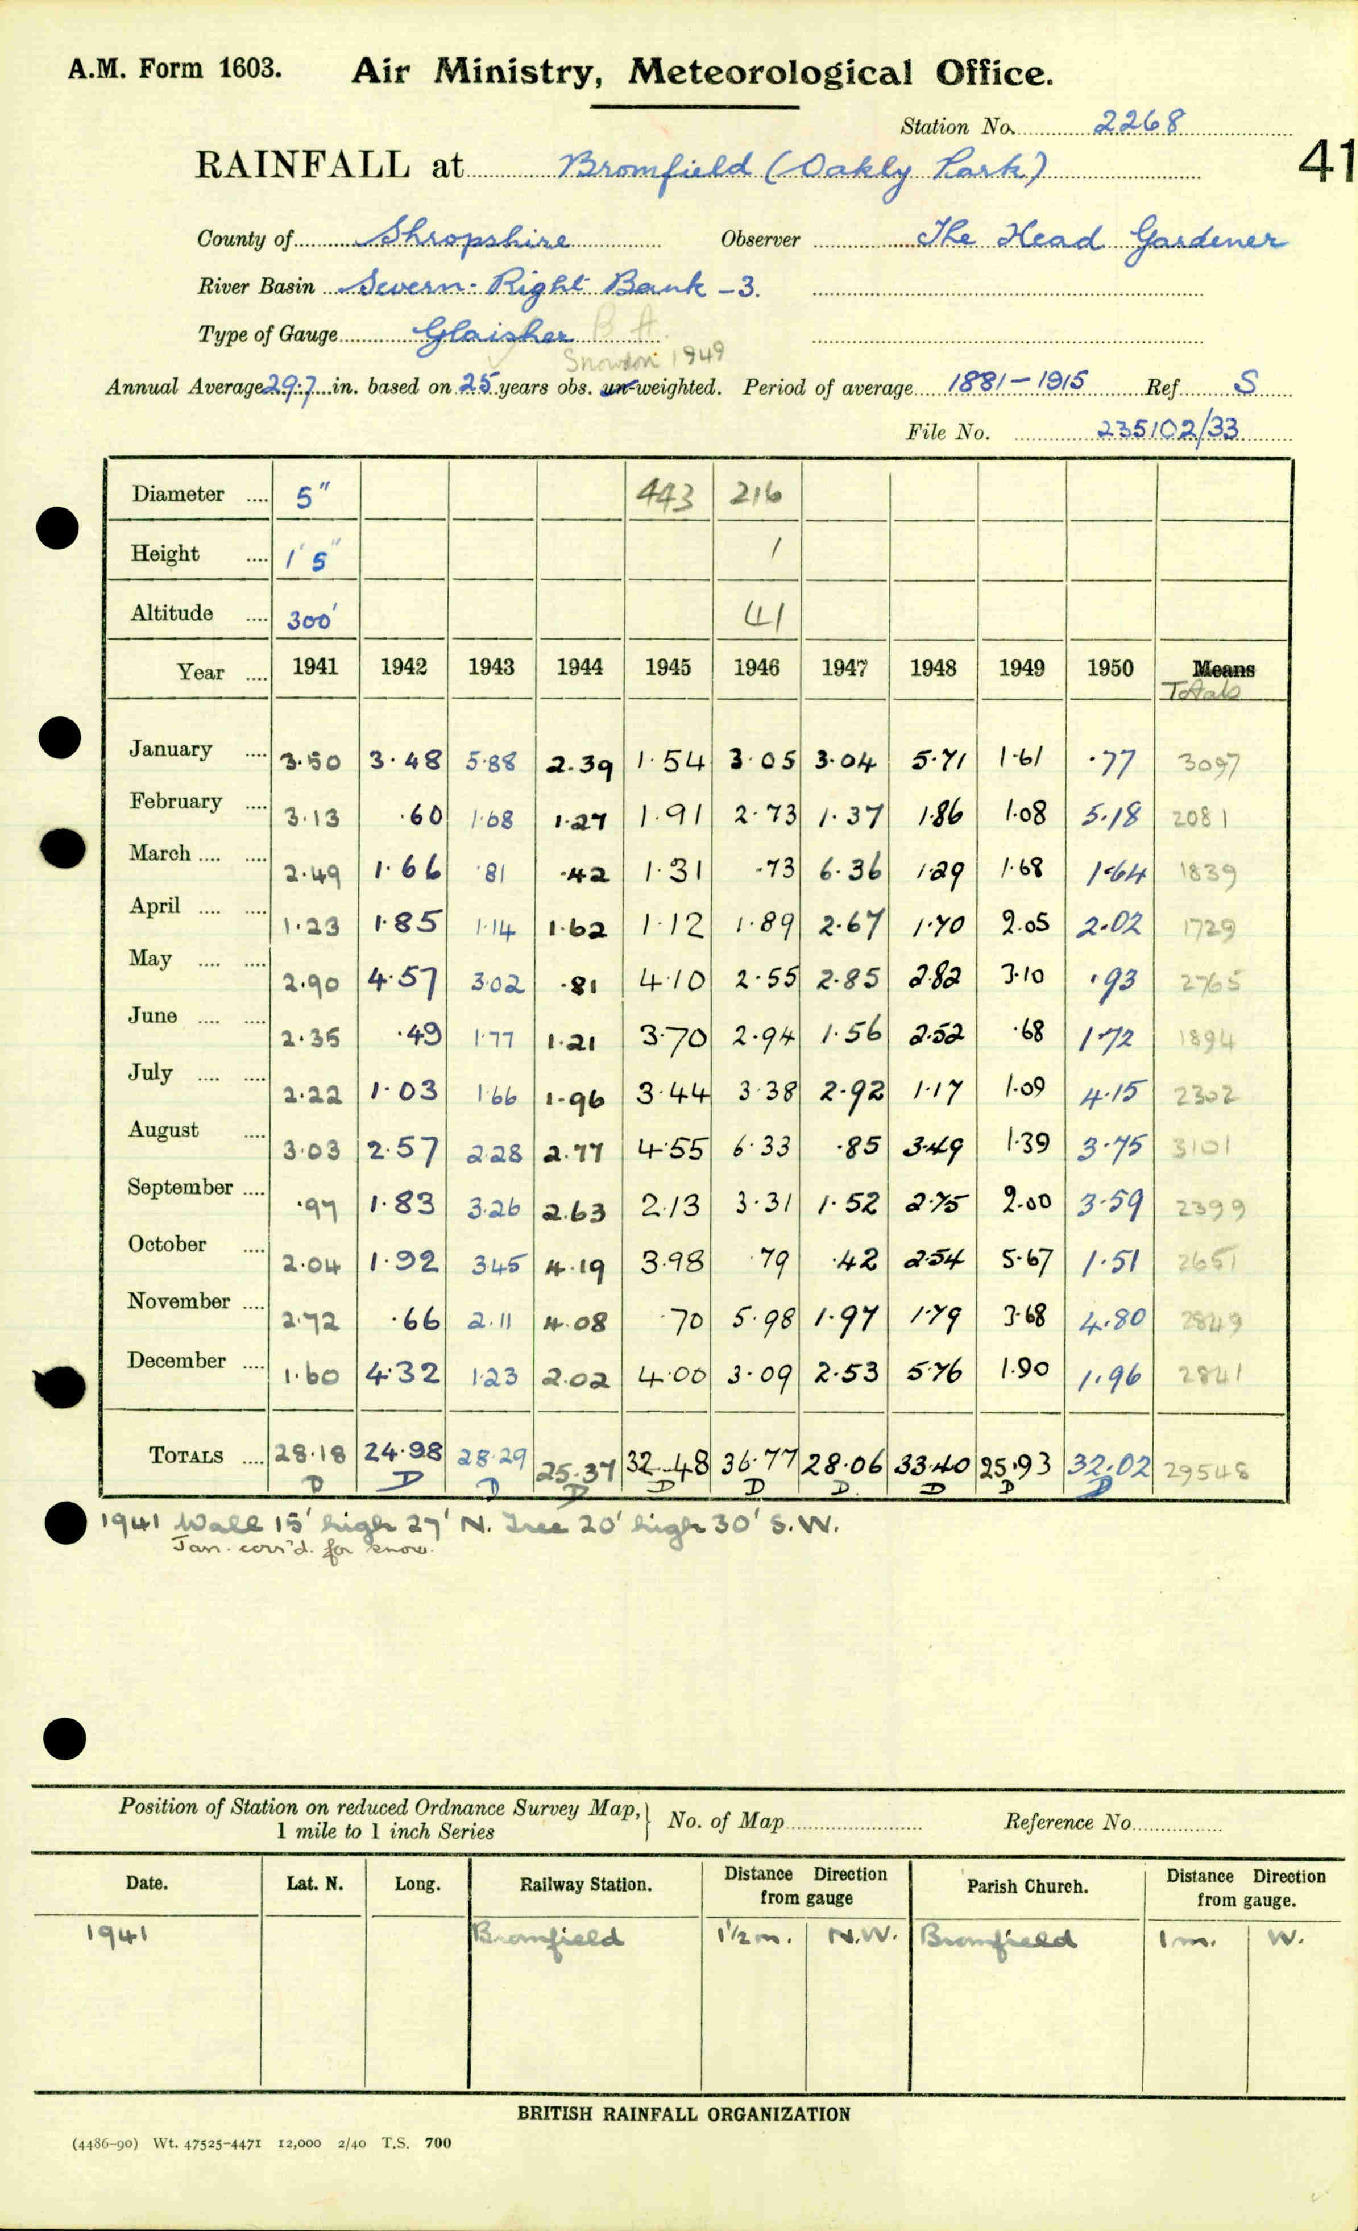 A.M. Form 1603. Air Ministry, Meteorological Office.
Station No. 2268
41
RAINFALL at Bromfield (Oakly Park)
County of Shropshire Observer The Head Gardener
River Basin Severn. Right Bank - 3.
Type of Gauge Glaisher B A.
Snowdon 1949
Annual Average 29.7 in. based on 25 years obs. un-weighted. Period of average 1881-1915 Ref. S
File No. 235102/33
Diameter .... 5" 443 216
Height .... 1' 5" 1
Altitude .... 300' 41
Year .... 1941 1942 1943 1944 1945 1946 1947 1948 1949 1950 Means
Totals
January .... 3.50 3.48 5.88 2.39 1.54 3.05 3.04 5.71 1.61 .77 3097
February .... 3.13 .60 1.68 1.27 1.91 2.73 1.37 1.86 1.08 5.18 2081
March .... .... 2.49 1.66 .81 .42 1.31 .73 6.36 1.29 1.68 1.64 1839
April .... .... 1.23 1.85 1.14 1.62 1.12 1.89 2.67 1.70 2.05 2.02 1729
May .... .... 2.90 4.57 3.02 .81 4.10 2.55 2.85 2.82 3.10 .93 2765
June .... .... 2.35 .49 1.77 1.21 3.70 2.94 1.56 2.52 .68 1.72 1894
July .... .... 2.22 1.03 1.66 1.96 3.44 3.38 2.92 1.17 1.09 4.15 2302
August .... 3.03 2.57 2.28 2.77 4.55 6.33 .85 3.49 1.39 3.75 3101
September .... .97 1.83 3.26 2.63 2.13 3.31 1.52 2.75 2.00 3.59 2399
October .... 2.04 1.92 3.45 4.19 3.98 .79 .42 2.54 5.67 1.51 2651
November .... 2.72 .66 2.11 4.08 .70 5.98 1.97 1.79 3.68 4.80 2849
December .... 1.60 4.32 1.23 2.02 4.00 3.09 2.53 5.76 1.90 1.96 2841
TOTALS .... 28.18 24.98 28.29 25.37 32.48 36.77 28.06 33.40 25.93 32.02 29548
D D D D D D D D D D
1941 Wall 15' high 27' N. Tree 20' high 30' S.W.
Jan. corr'd. for snow.
Position of Station on reduced Ordnance Survey Map, } No. of Map Reference No.
1 mile to 1 inch Series
Date. Lat. N. Long. Railway Station. Distance Direction from gauge Parish Church. Distance Direction from gauge.
1941 Bromfield 1½ m. N.W. Bromfield 1 m. W.
BRITISH RAINFALL ORGANIZATION
(4486-90) Wt. 47525-4471 12,000 2/40 T.S. 700